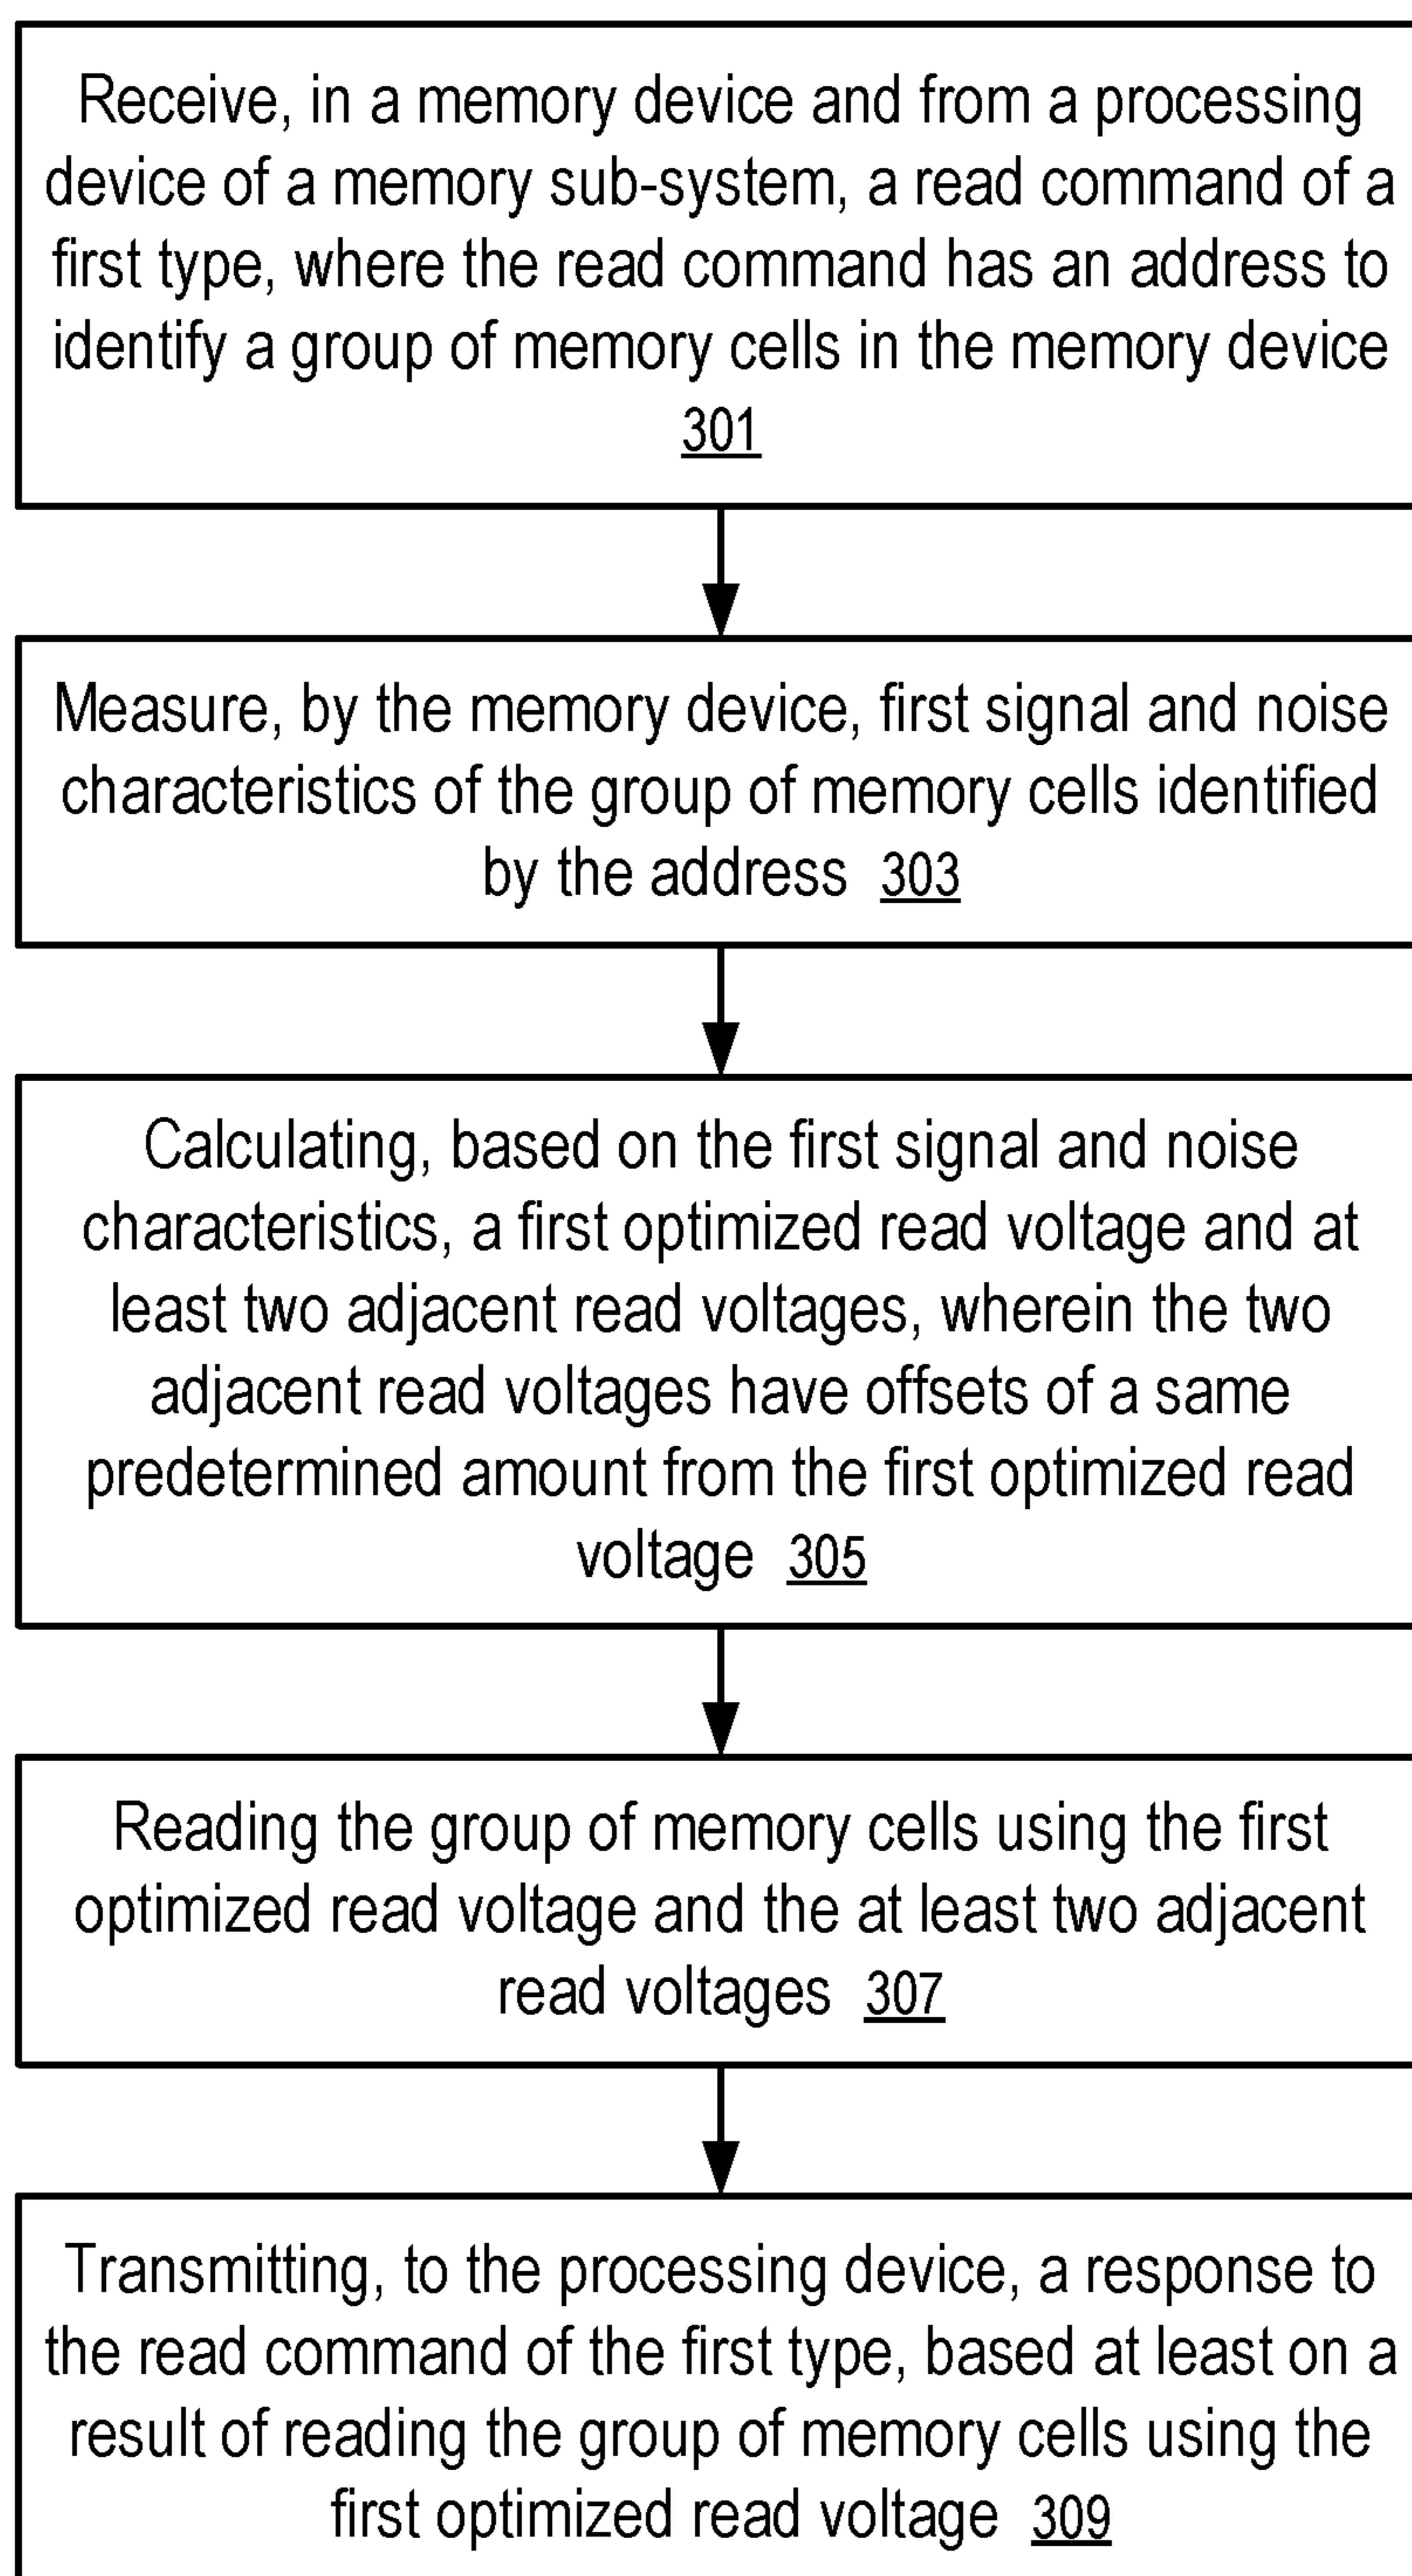 Receive, in a memory device and from a processing
device of a memory sub-system, a read command of a
first type, where the read command has an address to
identify a group of memory cells in the memory device
301
Measure, by the memory device, first signal and noise
characteristics of the group of memory cells identified
by the address 303
Calculating, based on the first signal and noise
characteristics, a first optimized read voltage and at
least two adjacent read voltages, wherein the two
adjacent read voltages have offsets of a same
predetermined amount from the first optimized read
voltage 305
Reading the group of memory cells using the first
optimized read voltage and the at least two adjacent
read voltages 307
Transmitting, to the processing device, a response to
the read command of the first type, based at least on a
result of reading the group of memory cells using the
first optimized read voltage 309